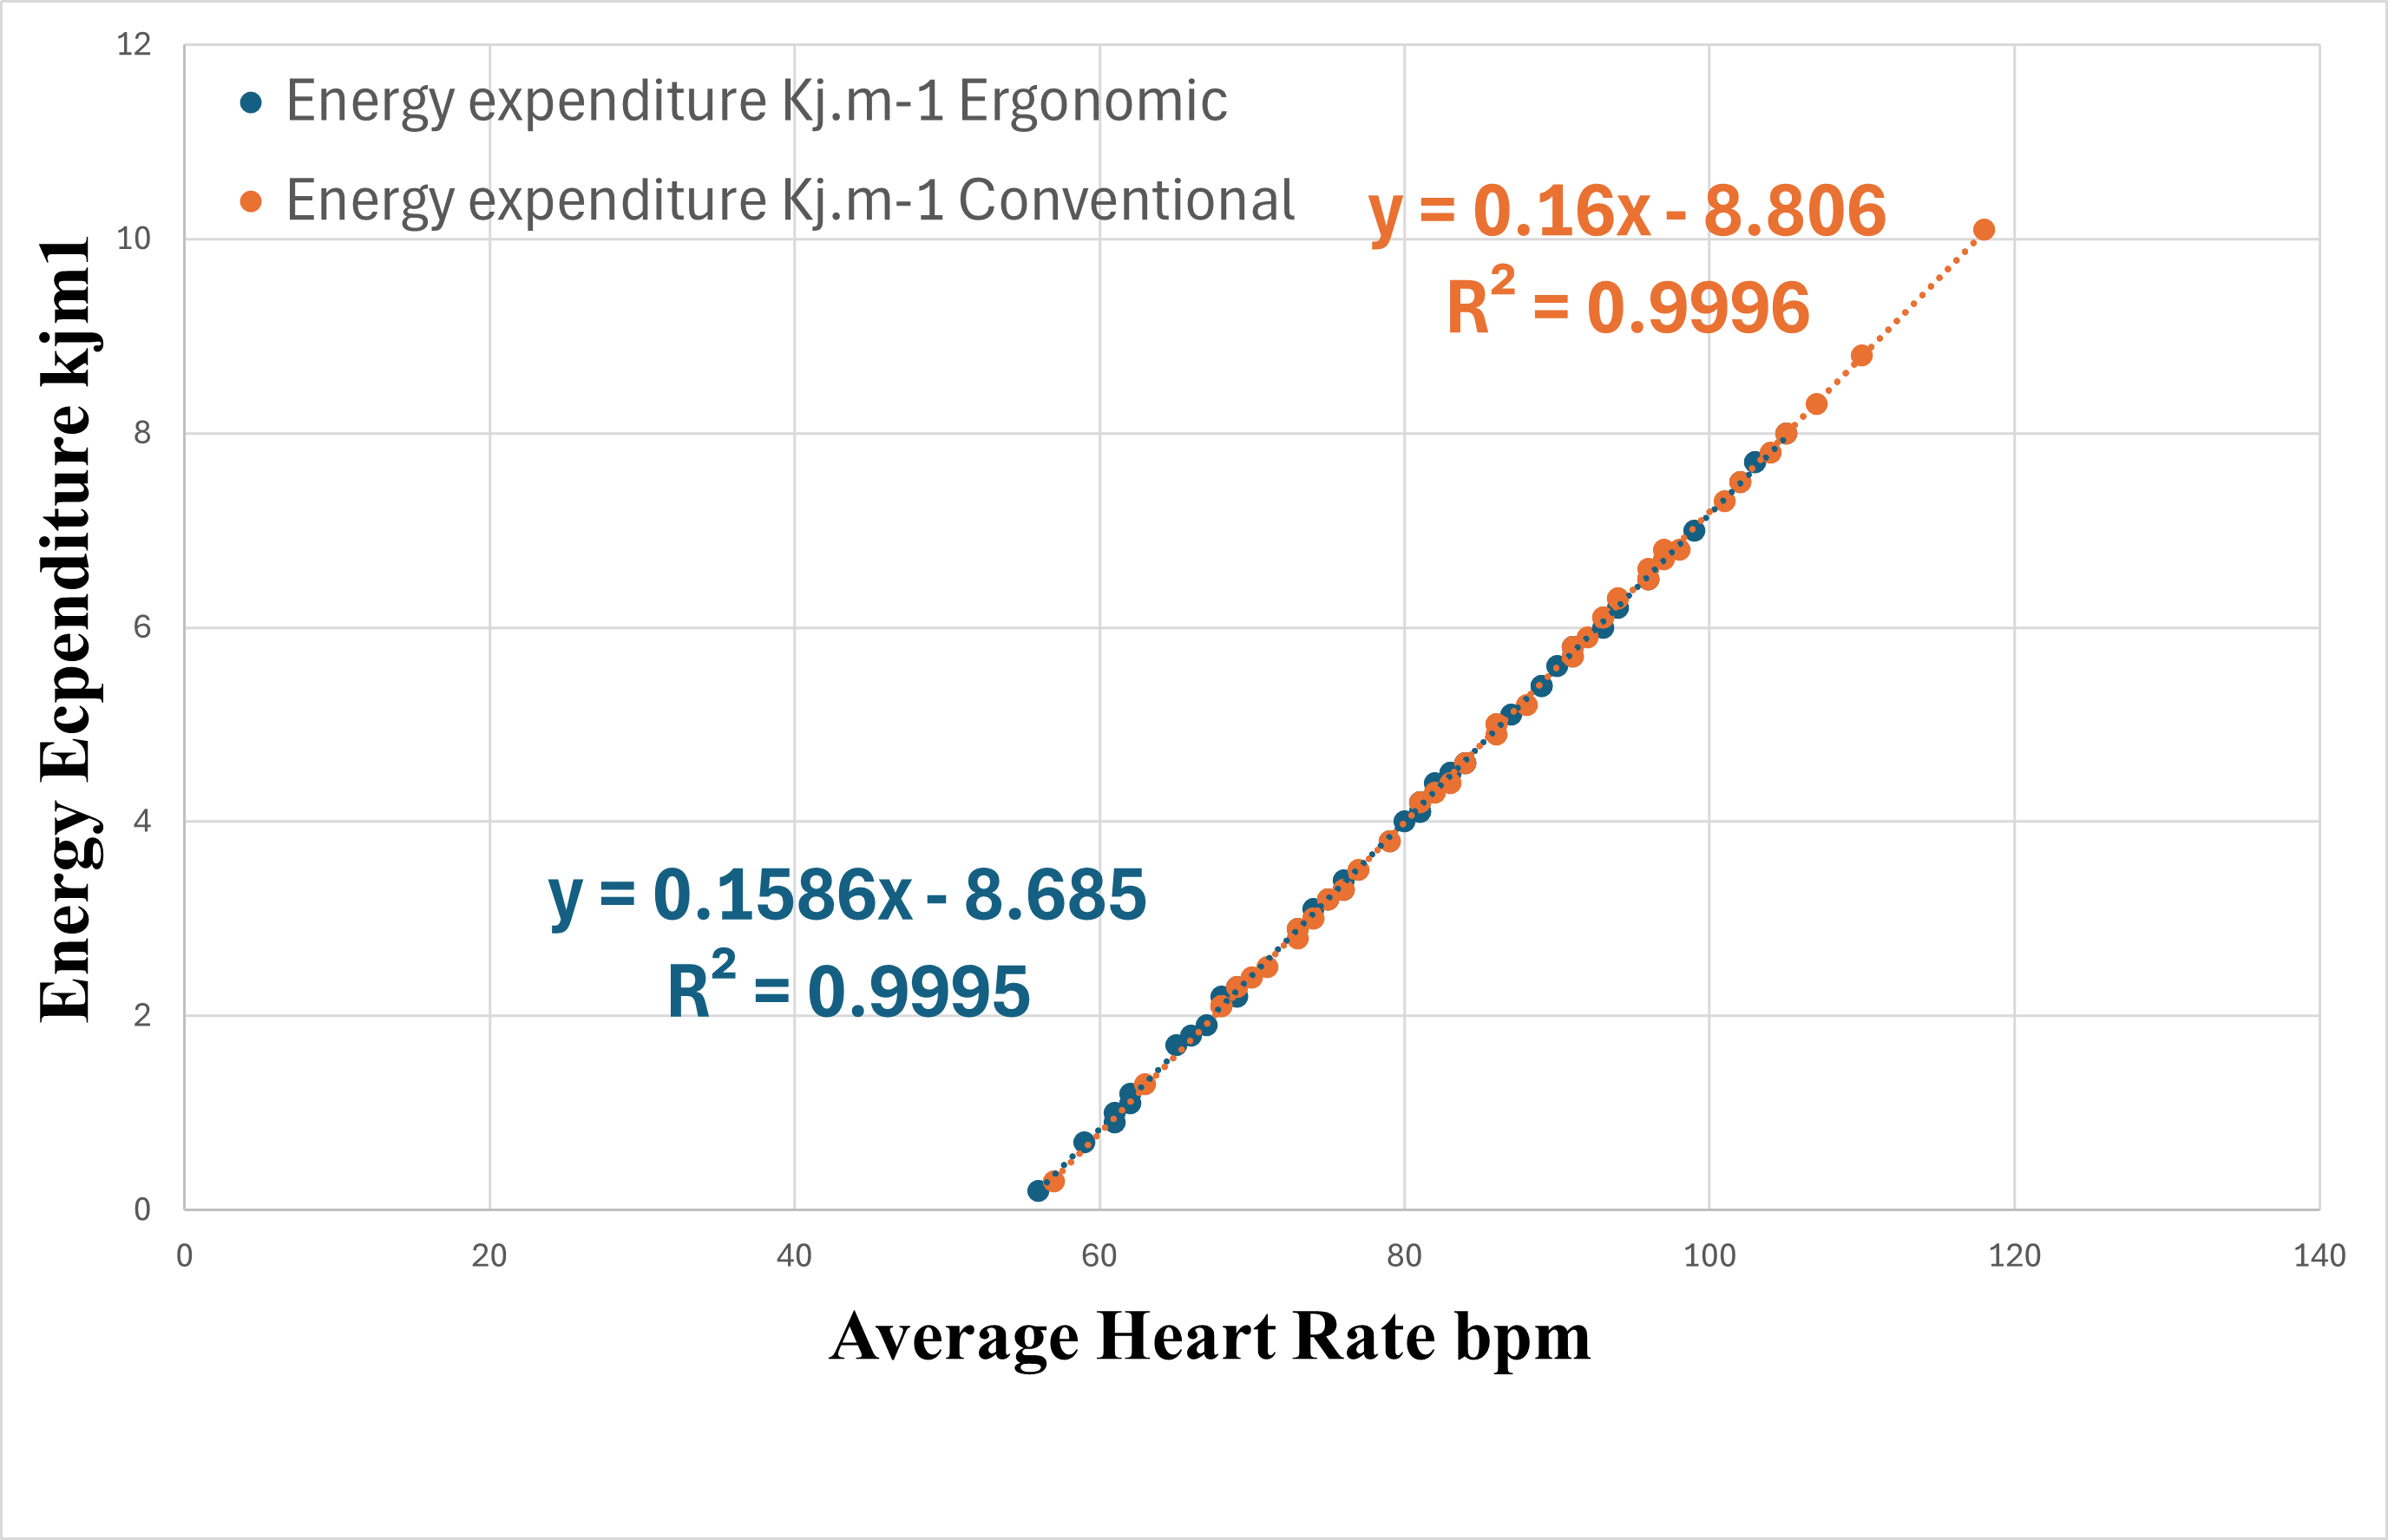 Energy expenditure Kj.m-1 Ergonomic
Energy expenditure Kj.m-1 Conventional
y = 0.16x - 8.806
R² = 0.9996
y = 0.1586x - 8.685
R² = 0.9995
Energy Ecpenditure kjm1
12
10
8
6
4
2
0
0 20 40 60 80 100 120 140
Average Heart Rate bpm